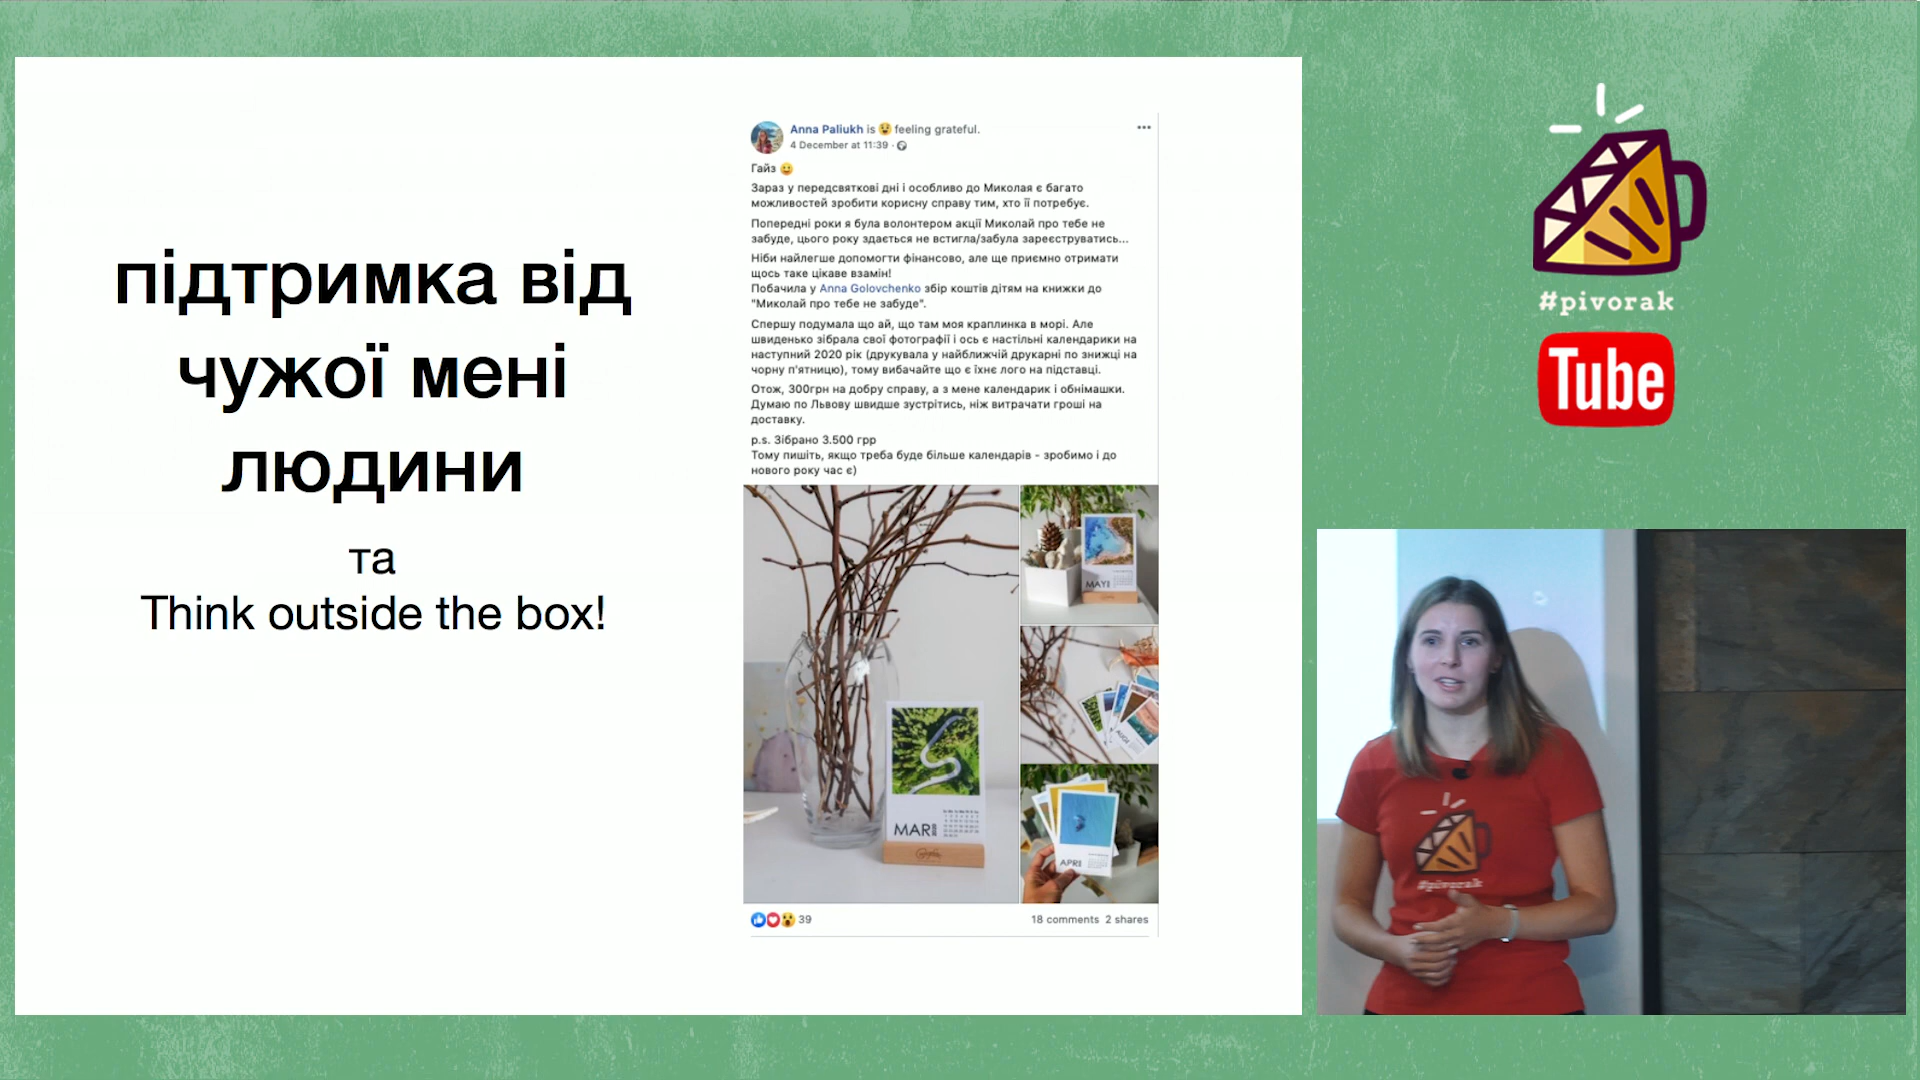 підтримка від
чужої мені
людини
та
Think outside the box!
Anna Paliukh is feeling grateful.
4 December at 11:39
Гайз
Зараз у передсвяткові дні і особливо до Миколая є багато
можливостей зробити корисну справу тим, хто її потребує.
Попередні роки я була волонтером акції Миколай про тебе не
забуде, цього року здається не встигла/забула зареєструватись...
Ніби найлегше допомогти фінансово, але ще приємно отримати
щось таке цікаве взамін!
Побачила у Anna Golovchenko збір коштів дітям на книжки до
"Миколай про тебе не забуде".
Спершу подумала що ай, що там моя краплинка в морі. Але
швиденько зібрала свої фотографії і ось є настільні календарики на
наступний 2020 рік (друкувала у найближчій друкарні по знижці на
чорну п'ятницю), тому вибачайте що є їхнє лого на підставці.
Отож, 300грн на добру справу, а з мене календарик і обнімашки.
Думаю по Львову швидше зустрітись, ніж витрачати гроші на
доставку.
p.s. Зібрано 3.500 грр
Тому пишіть, якщо треба буде більше календарів - зробимо і до
нового року час є)
MAY
MAR
2020
AUG
APR
39
18 comments 2 shares
#pivorak
Tube
#pivorak